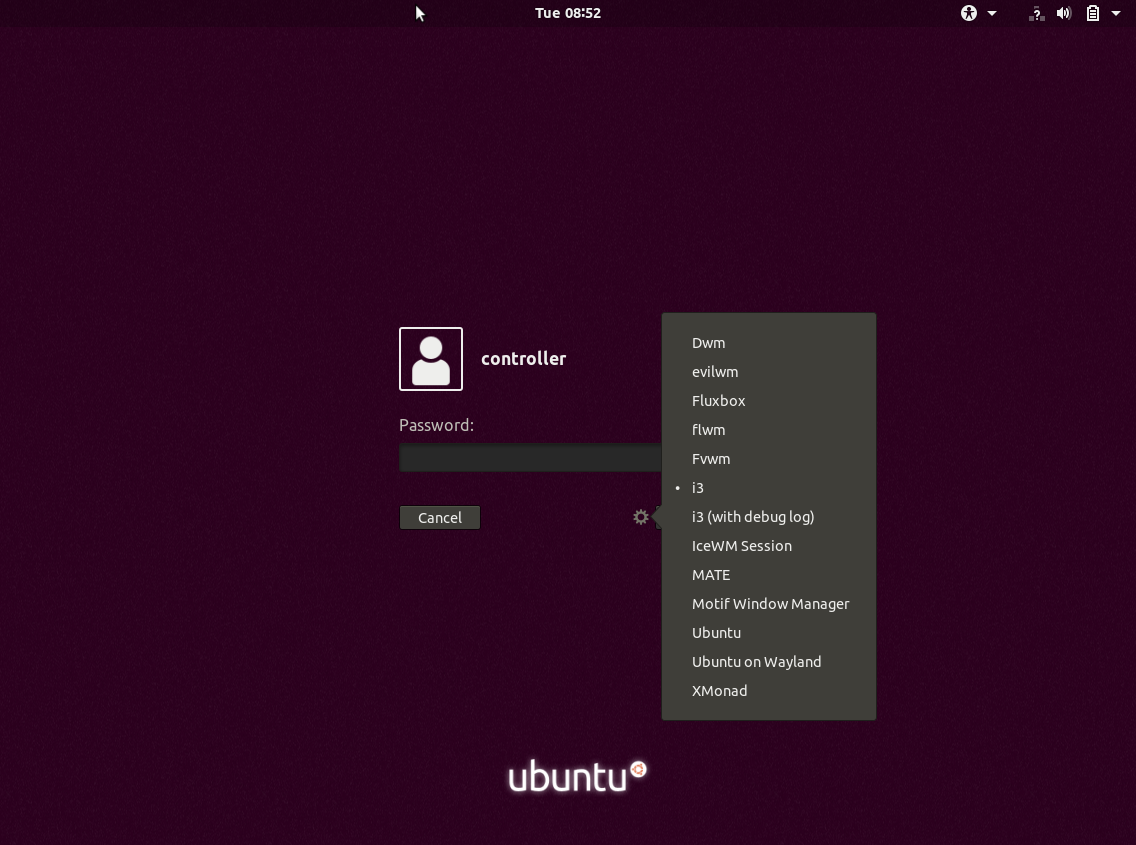 Tue 08:52
controller
Password:
Cancel
Dwm
evilwm
Fluxbox
flwm
Fvwm
• i3
i3 (with debug log)
IceWM Session
MATE
Motif Window Manager
Ubuntu
Ubuntu on Wayland
XMonad
ubuntu